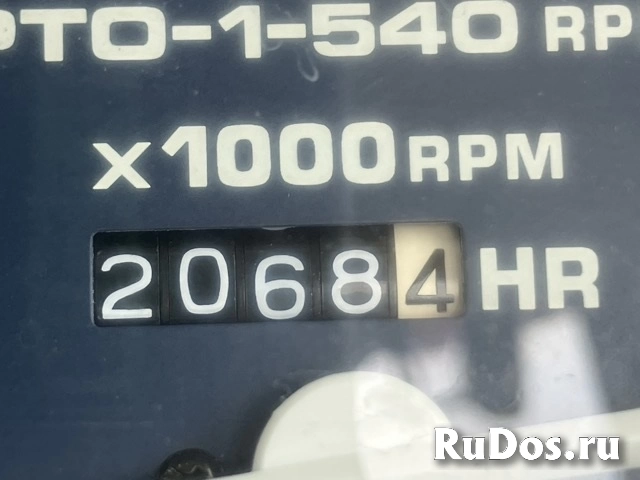 PTO-1-540 RP
x1000RPM
20684 HR
RuDos.ru